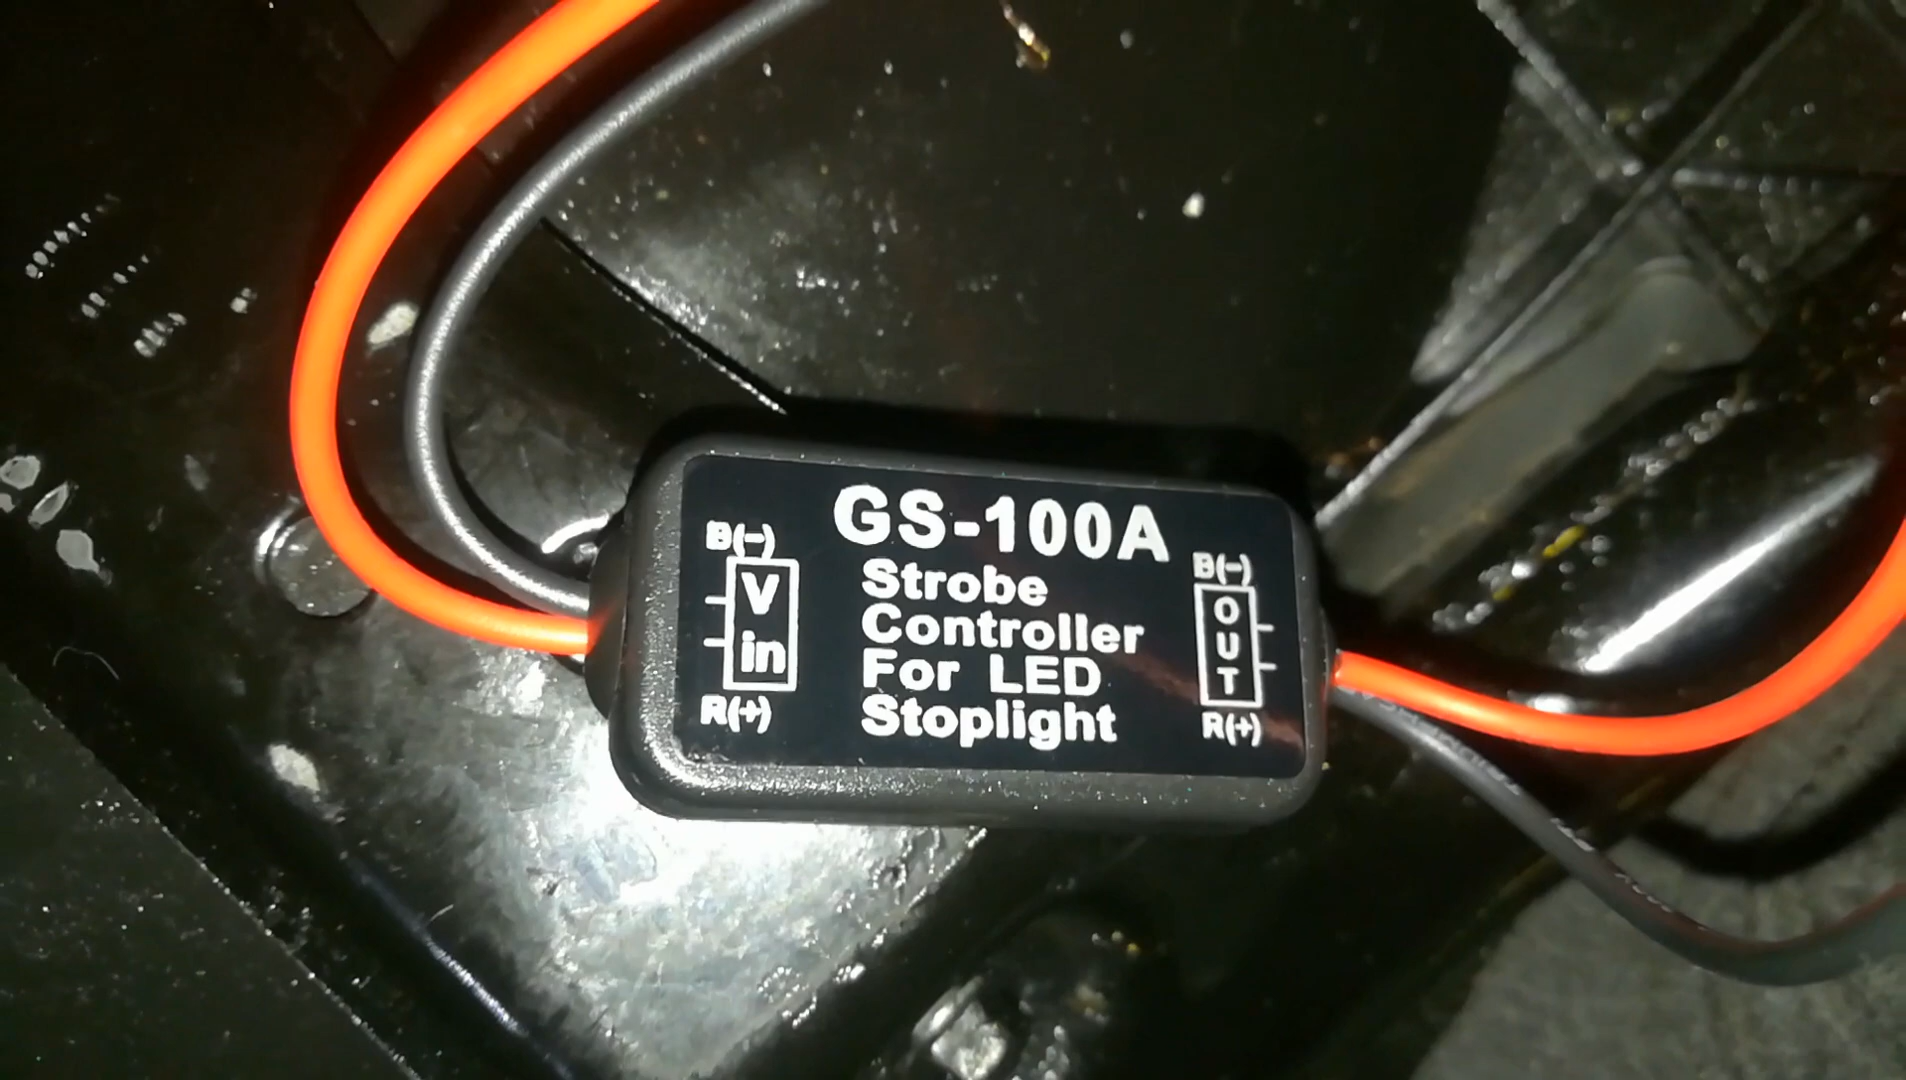 GS-100A
Strobe
Controller
For LED
Stoplight
B(-)
V
in
R(+)
B(-)
OUT
R(+)